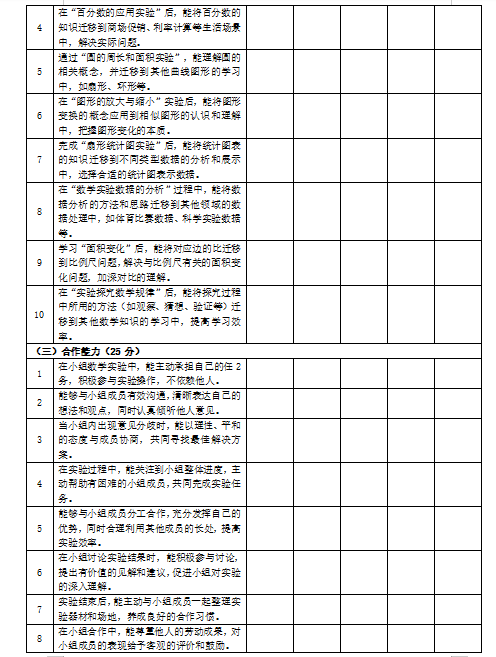 4
在“百分数的应用实验”后，能将百分数的
知识迁移到商场促销、利率计算等生活场景
中，解决实际问题。
5
通过“圆的周长和面积实验”，能理解圆的
相关概念，并迁移到其他曲线图形的学习
中，如扇形、环形等。
6
在“图形的放大与缩小”实验后，能将图形
变换的概念应用到相似图形的认识和理解
中，把握图形变化的本质。
7
完成“扇形统计图实验”后，能将统计图表
的知识迁移到不同类型数据的分析和展示
中，选择合适的统计图表示数据。
8
在“数学实验数据的分析”过程中，能将数
据分析的方法和思路迁移到其他领域的数
据处理中，如体育比赛数据、科学实验数据
等。
9
学习“面积变化”后，能将对应边的比迁移
到比例尺问题，解决与比例尺有关的面积变
化问题，加深对比的理解。
10
在“实验探究数学规律”后，能将探究过程
中所用的方法（如观察、猜想、验证等）迁
移到其他数学知识的学习中，提高学习效
率。
（三）合作能力（25 分）
1
在小组数学实验中，能主动承担自己的任 2
务，积极参与实验操作，不依赖他人。
2
能够与小组成员有效沟通，清晰表达自己的
想法和观点，同时认真倾听他人意见。
3
当小组内出现意见分歧时，能以理性、平和
的态度与成员协商，共同寻找最佳解决方
案。
4
在实验过程中，能关注到小组整体进度，主
动帮助有困难的小组成员，共同完成实验任
务。
5
能够与小组成员分工合作，充分发挥自己的
优势，同时合理利用其他成员的长处，提高
实验效率。
6
在小组讨论实验结果时，能积极参与讨论，
提出有价值的见解和建议，促进小组对实验
的深入理解。
7
实验结束后，能主动与小组成员一起整理实
验器材和场地，养成良好的合作习惯。
8
在小组合作中，能尊重他人的劳动成果，对
小组成员的表现给予客观的评价和鼓励。